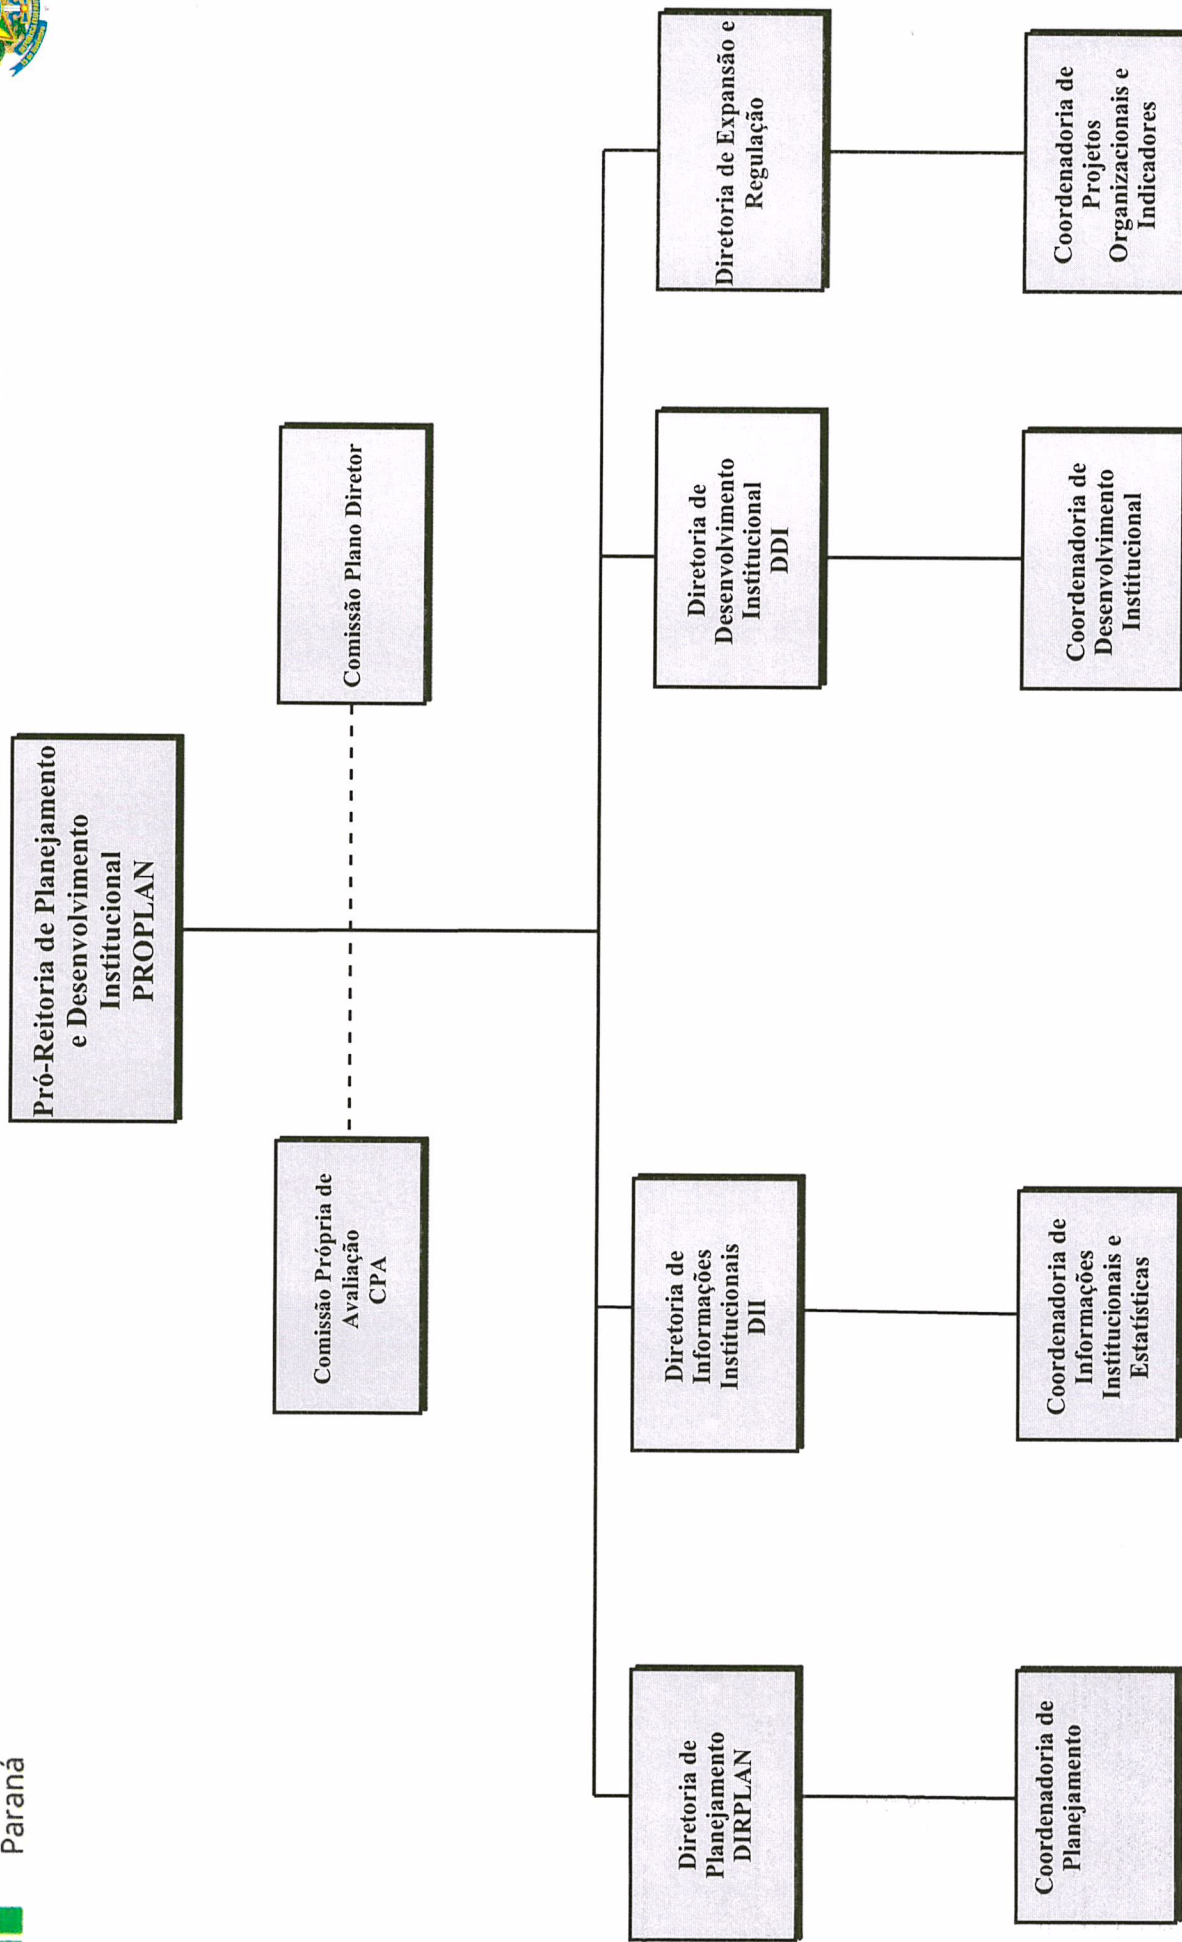 Paraná
Pró-Reitoria de Planejamento
e Desenvolvimento
Institucional
PROPLAN
Comissão Própria de
Avaliação
CPA
Comissão Plano Diretor
Diretoria de
Planejamento
DIRPLAN
Diretoria de
Informações
Institucionais
DII
Diretoria de
Desenvolvimento
Institucional
DDI
Diretoria de Expansão e
Regulação
Coordenadoria de
Planejamento
Coordenadoria de
Informações
Institucionais e
Estatísticas
Coordenadoria de
Desenvolvimento
Institucional
Coordenadoria de
Projetos
Organizacionais e
Indicadores